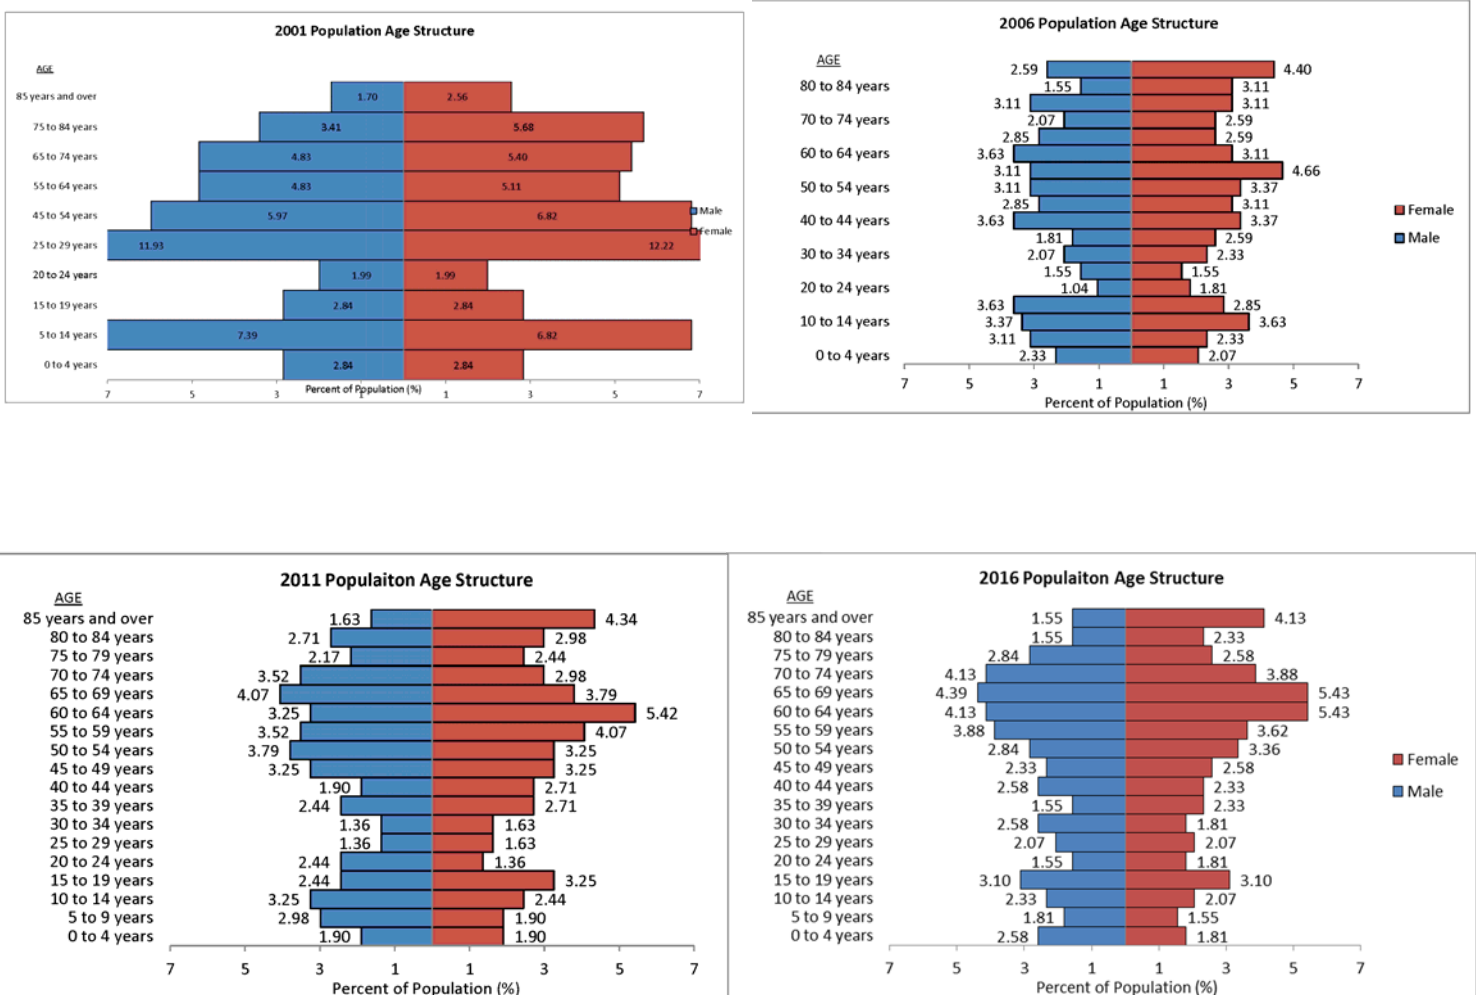 2001 Population Age Structure
AGE
85 years and over 1.70 2.56
75 to 84 years 3.41 5.68
65 to 74 years 4.83 5.40
55 to 64 years 4.83 5.11
45 to 54 years 5.97 6.82
Male
25 to 29 years 11.93 12.22
Female
20 to 24 years 1.99 1.99
15 to 19 years 2.84 2.84
5 to 14 years 7.39 6.82
0 to 4 years 2.84 2.84
7 5 3 1 1 5 7
Percent of Population (%)
2006 Population Age Structure
AGE
2.59 4.40
80 to 84 years 1.55 3.11
3.11 3.11
70 to 74 years 2.07 2.59
2.85 2.59
60 to 64 years 3.63 3.11
3.11 4.66
50 to 54 years 3.11 3.37
2.85 3.11
40 to 44 years 3.63 3.37
1.81 2.59
30 to 34 years 2.07 2.33
1.55 1.55
20 to 24 years 1.04 1.81
3.63 2.85
10 to 14 years 3.37 3.63
3.11 2.33
0 to 4 years 2.33 2.07
7 5 3 1 1 3 5 7
Percent of Population (%)
Female
Male
2011 Populaiton Age Structure
AGE
85 years and over 1.63 4.34
80 to 84 years 2.71 2.98
75 to 79 years 2.17 2.44
70 to 74 years 3.52 2.98
65 to 69 years 4.07 3.79
60 to 64 years 3.25 5.42
55 to 59 years 3.52 4.07
50 to 54 years 3.79 3.25
45 to 49 years 3.25 3.25
40 to 44 years 1.90 2.71
35 to 39 years 2.44 2.71
30 to 34 years 1.36 1.63
25 to 29 years 1.36 1.63
20 to 24 years 2.44 1.36
15 to 19 years 2.44 3.25
10 to 14 years 3.25 2.44
5 to 9 years 2.98 1.90
0 to 4 years 1.90 1.90
7 5 3 1 1 3 5 7
Percent of Population (%)
2016 Populaiton Age Structure
AGE
85 years and over 1.55 4.13
80 to 84 years 1.55 2.33
75 to 79 years 2.84 2.58
70 to 74 years 4.13 3.88
65 to 69 years 4.39 5.43
60 to 64 years 4.13 5.43
55 to 59 years 3.88 3.62
50 to 54 years 2.84 3.36
45 to 49 years 2.33 2.58
40 to 44 years 2.58 2.33
35 to 39 years 1.55 2.33
30 to 34 years 2.58 1.81
25 to 29 years 2.07 2.07
20 to 24 years 1.55 1.81
15 to 19 years 3.10 3.10
10 to 14 years 2.33 2.07
5 to 9 years 1.81 1.55
0 to 4 years 2.58 1.81
7 5 3 1 1 3 5 7
Percent of Population (%)
Female
Male